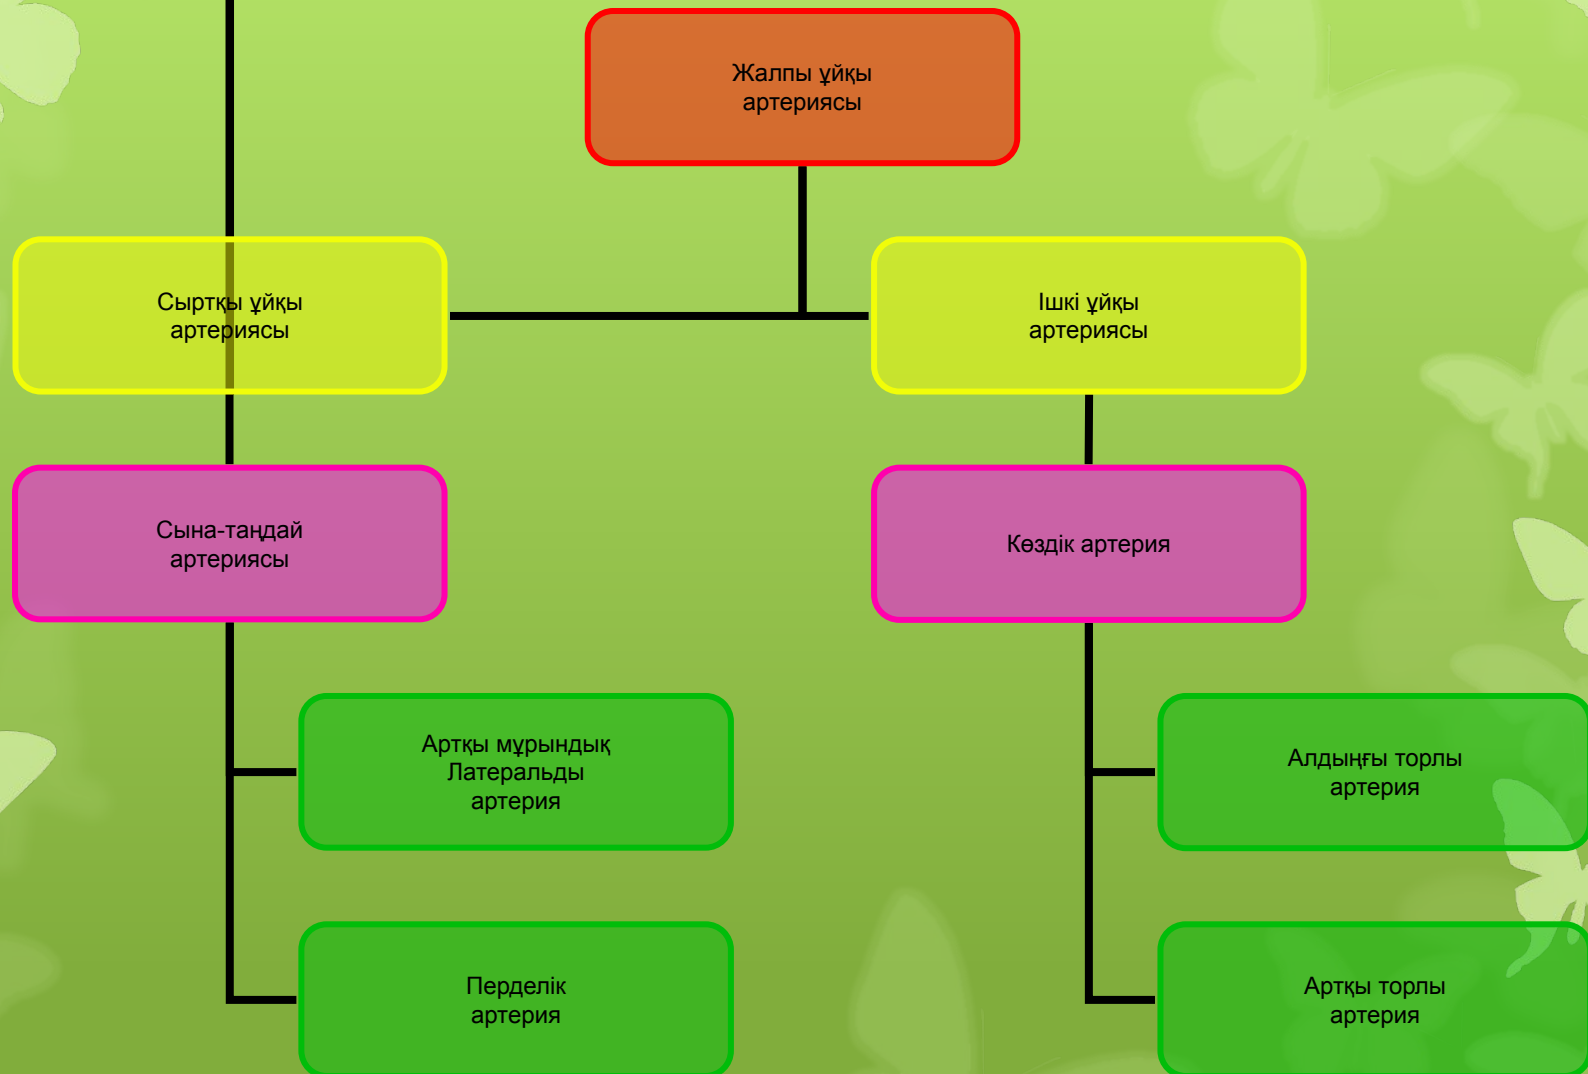 Жалпы ұйқы
артериясы
Сыртқы ұйқы
артериясы
Ішкі ұйқы
артериясы
Сына-таңдай
артериясы
Көздік артерия
Артқы мұрындық
Латеральды
артерия
Алдыңғы торлы
артерия
Перделік
артерия
Артқы торлы
артерия